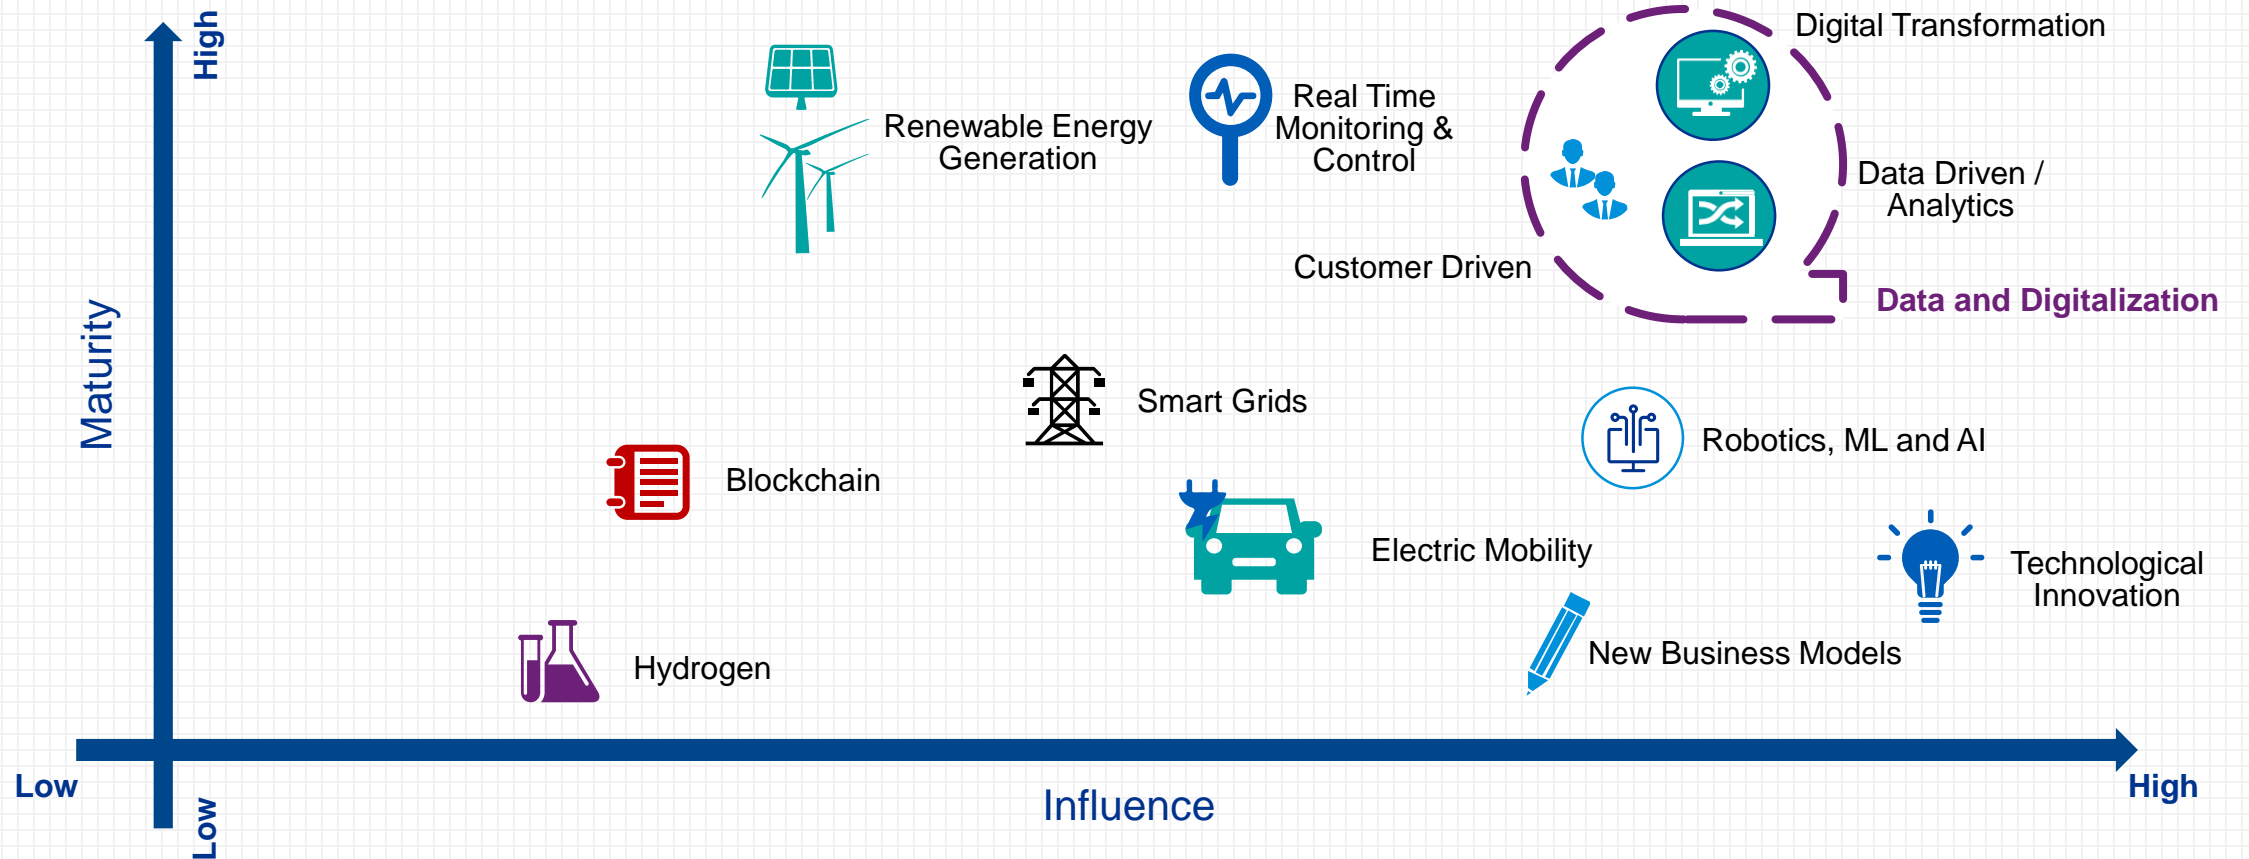 High
Digital Transformation
Renewable Energy
Generation
Real Time
Monitoring &
Control
Data Driven /
Analytics
Customer Driven
Data and Digitalization
Maturity
Smart Grids
Robotics, ML and AI
Blockchain
Electric Mobility
Technological
Innovation
New Business Models
Hydrogen
Low
Low
Influence
High